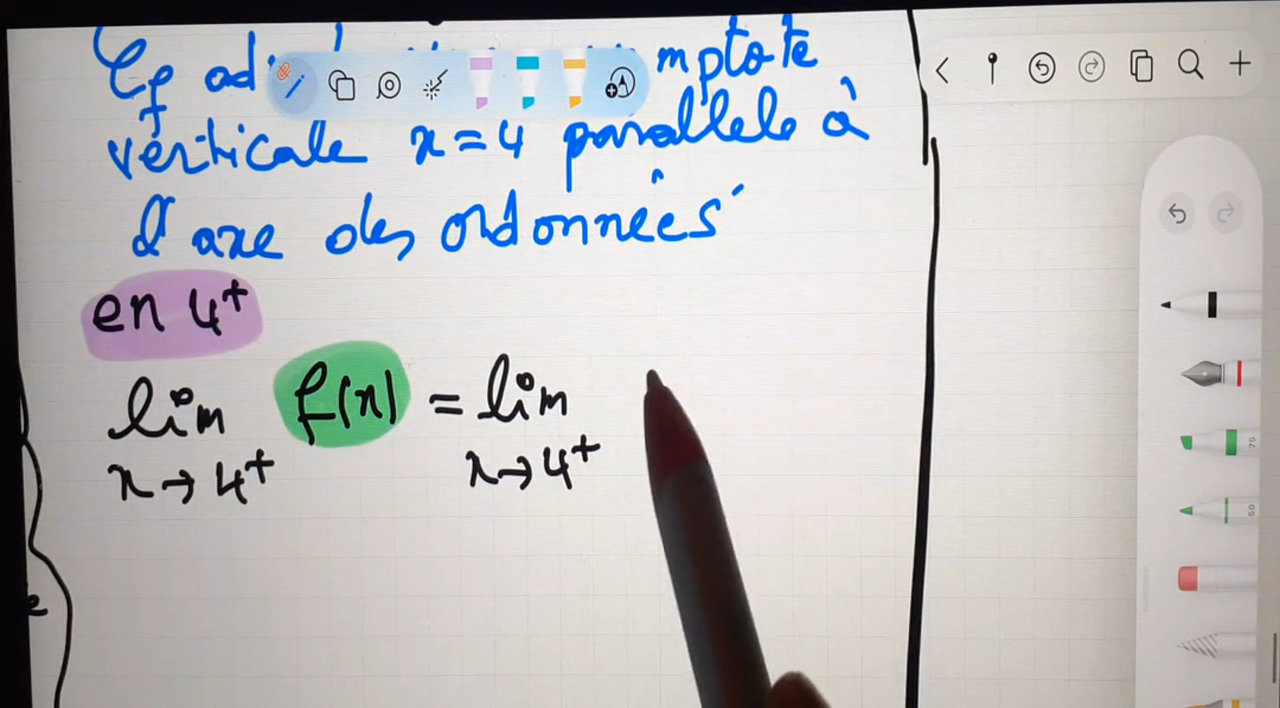 Cf ad mptote
verticale x=4 parallele à
l'axe des ordonnées
en 4⁺
lim f(x) = lim
x→4⁺ x→4⁺